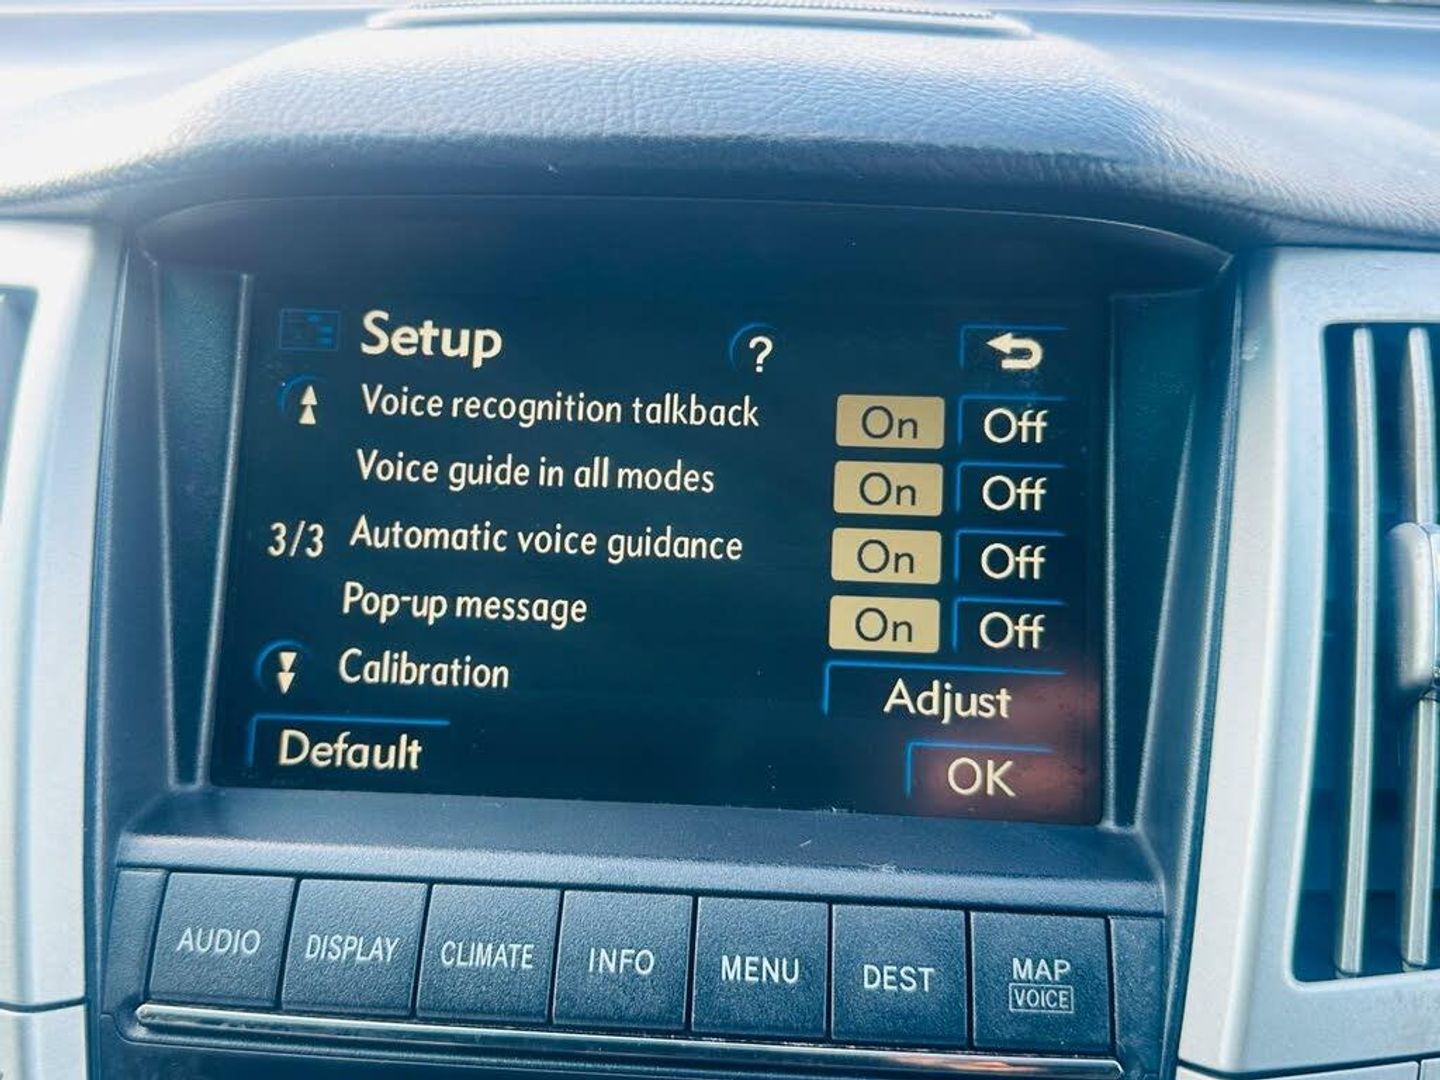 Setup ?
Voice recognition talkback On Off
Voice guide in all modes On Off
3/3 Automatic voice guidance On Off
Pop-up message On Off
Calibration Adjust
Default OK
AUDIO DISPLAY CLIMATE INFO MENU DEST MAP
VOICE